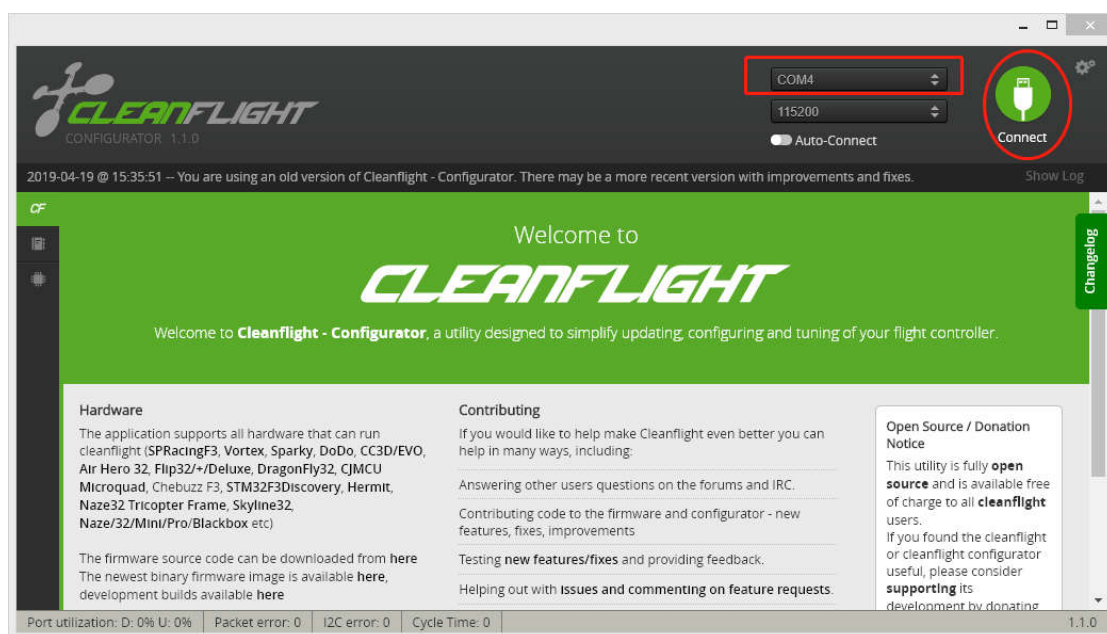 COM4
CLEANFLIGHT
115200
CONFIGURATOR 1.1.0
Auto-Connect
Connect
2019-04-19 @ 15:35:51 -- You are using an old version of Cleanflight - Configurator. There may be a more recent version with improvements and fixes.
Show Log
CF
Changelog
Welcome to
CLEANFLIGHT
Welcome to Cleanflight - Configurator, a utility designed to simplify updating, configuring and tuning of your flight controller.
Hardware
The application supports all hardware that can run
cleanflight (SPRacingF3, Vortex, Sparky, DoDo, CC3D/EVO,
Air Hero 32, Flip32/+/Deluxe, DragonFly32, CJMCU
Microquad, Chebuzz F3, STM32F3Discovery, Hermit,
Naze32 Tricopter Frame, Skyline32,
Naze/32/Mini/Pro/Blackbox etc)
The firmware source code can be downloaded from here
The newest binary firmware image is available here,
development builds available here
Contributing
If you would like to help make Cleanflight even better you can
help in many ways, including:
Answering other users questions on the forums and IRC.
Contributing code to the firmware and configurator - new
features, fixes, improvements
Testing new features/fixes and providing feedback.
Helping out with issues and commenting on feature requests.
Open Source / Donation
Notice
This utility is fully open
source and is available free
of charge to all cleanflight
users.
If you found the cleanflight
or cleanflight configurator
useful, please consider
supporting its
development by donating
Port utilization: D: 0% U: 0%
Packet error: 0
I2C error: 0
Cycle Time: 0
1.1.0